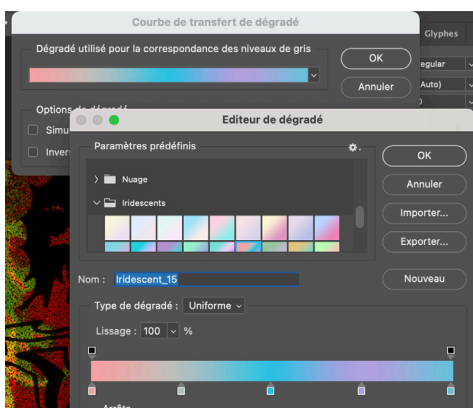 Courbe de transfert de dégradé
Glyphes
Dégradé utilisé pour la correspondance des niveaux de gris
OK
egular
Annuler
Auto)
Options de dégradé
Simu
Inver
Editeur de dégradé
Paramètres prédéfinis
OK
Nuage
Annuler
Iridescents
Importer...
Exporter...
Nom : Iridescent_15
Nouveau
Type de dégradé : Uniforme
Lissage : 100 %